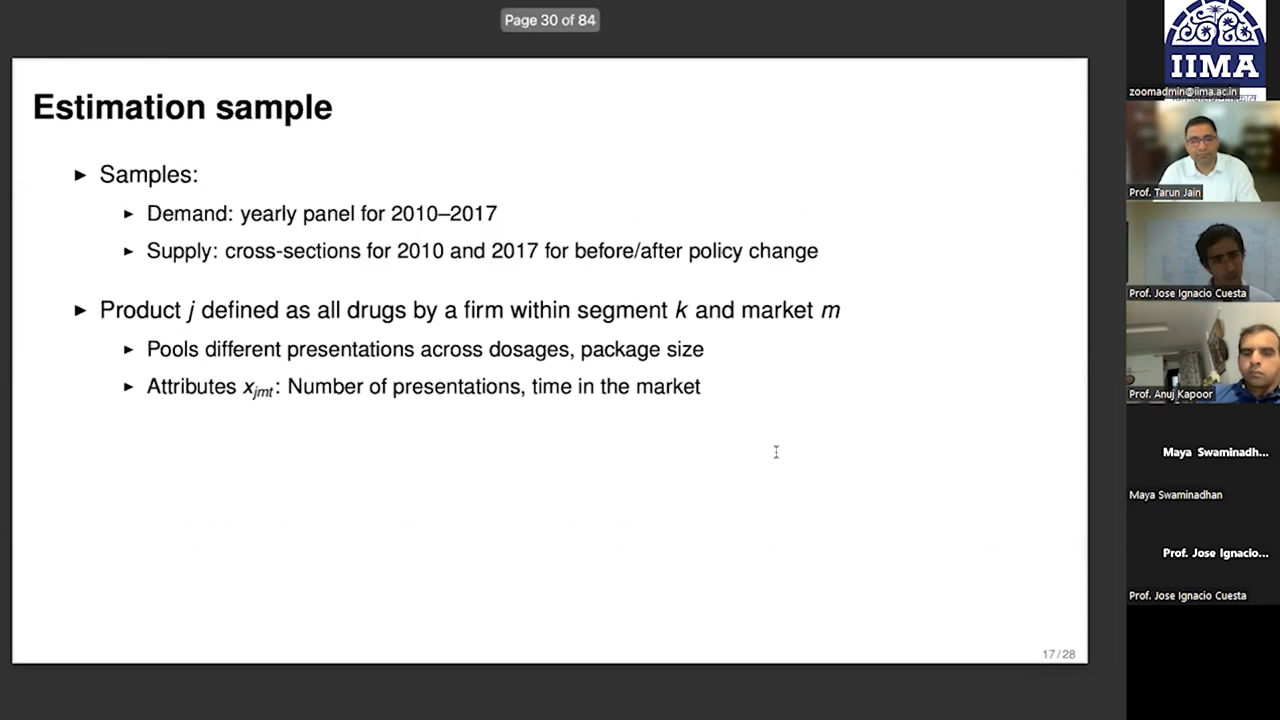 Page 30 of 84
Estimation sample
► Samples:
► Demand: yearly panel for 2010–2017
► Supply: cross-sections for 2010 and 2017 for before/after policy change
► Product j defined as all drugs by a firm within segment k and market m
► Pools different presentations across dosages, package size
► Attributes xjmt: Number of presentations, time in the market
17/28
IIMA
zoomadmin@iima.ac.in
Prof. Tarun Jain
Prof. Jose Ignacio Cuesta
Prof. Anuj Kapoor
Maya Swaminadh...
Maya Swaminadhan
Prof. Jose Ignacio...
Prof. Jose Ignacio Cuesta